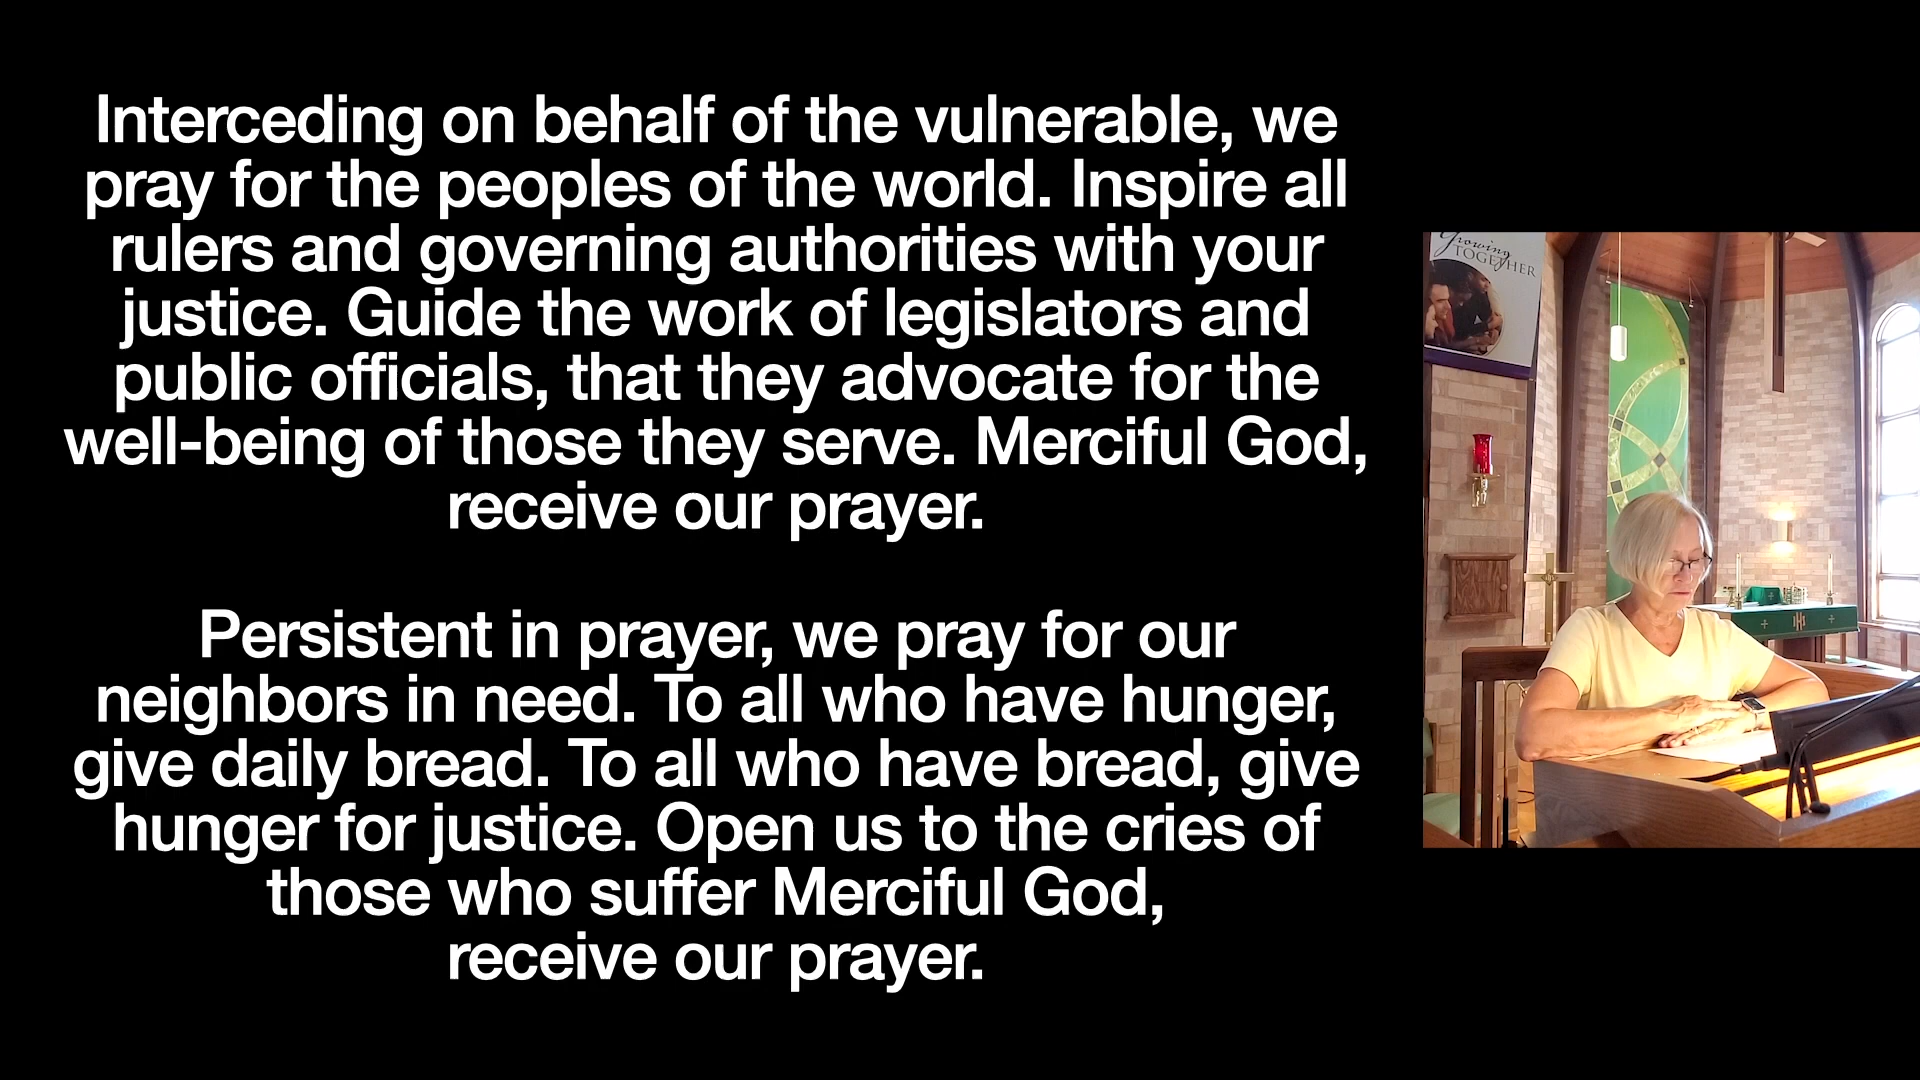 Interceding on behalf of the vulnerable, we
pray for the peoples of the world. Inspire all
rulers and governing authorities with your
justice. Guide the work of legislators and
public officials, that they advocate for the
well-being of those they serve. Merciful God,
receive our prayer.
Persistent in prayer, we pray for our
neighbors in need. To all who have hunger,
give daily bread. To all who have bread, give
hunger for justice. Open us to the cries of
those who suffer Merciful God,
receive our prayer.
Growing
TOGETHER
IHS